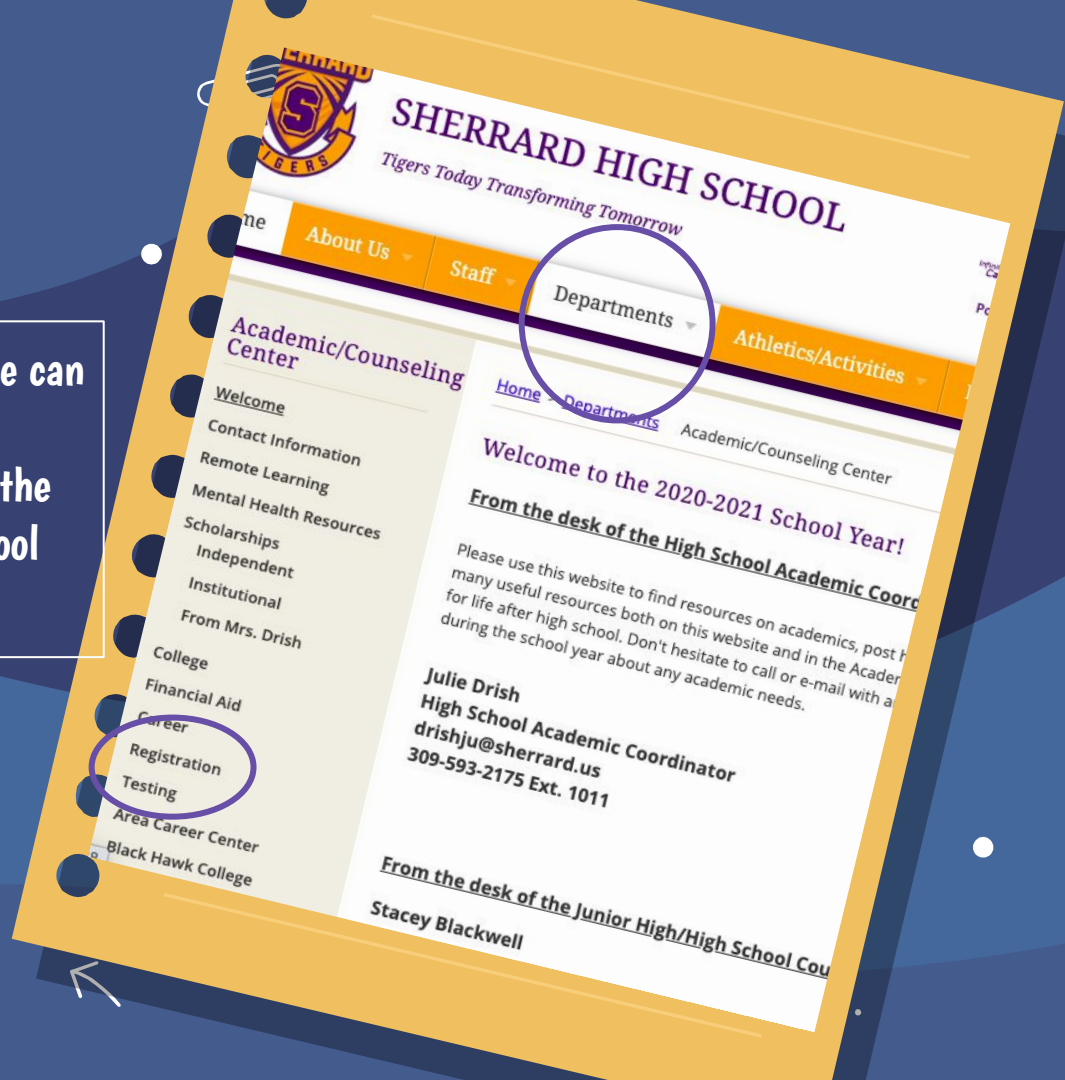 SHERRARD HIGH SCHOOL
Tigers Today Transforming Tomorrow
S
TIGERS
About Us
Staff
Departments
Athletics/Activities
e can
the
Academic/Counseling
Center
Welcome
Contact Information
Remote Learning
Mental Health Resources
Scholarships
Independent
Institutional
From Mrs. Drish
College
Financial Aid
Career
Registration
Testing
Area Career Center
Black Hawk College
Home Departments Academic/Counseling Center
Welcome to the 2020-2021 School Year!
From the desk of the High School Academic Coord
Please use this website to find resources on academics, post h
many useful resources both on this website and in the Acade
for life after high school. Don't hesitate to call or e-mail with a
during the school year about any academic needs.
Julie Drish
High School Academic Coordinator
drishju@sherrard.us
309-593-2175 Ext. 1011
From the desk of the Junior High/High School Cou
Stacey Blackwell